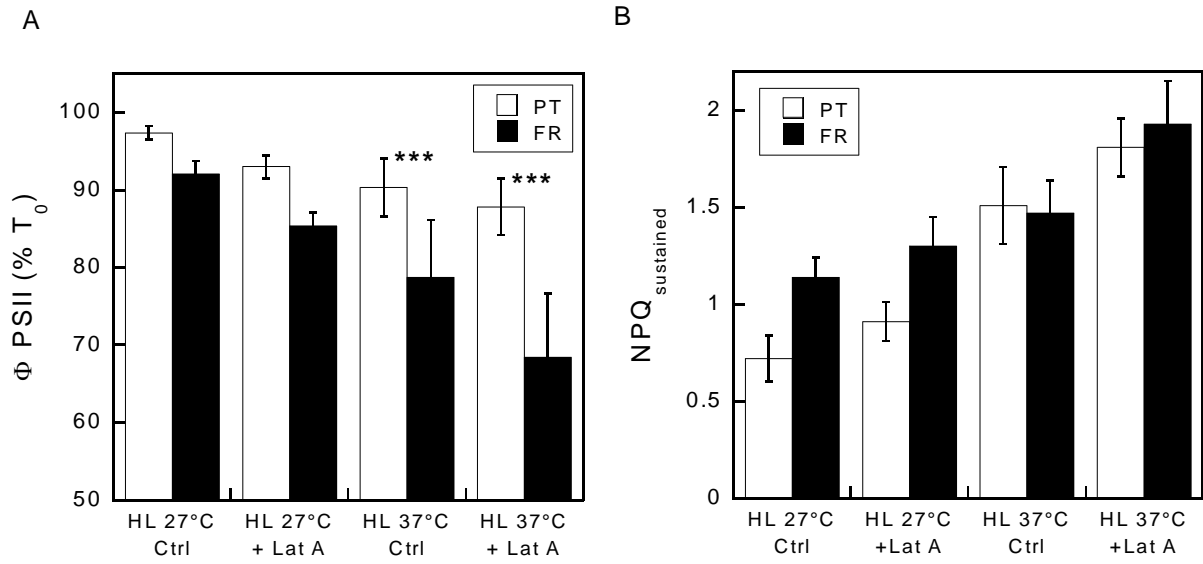 A
Φ PSII (% T₀)
100
90
80
70
60
50
PT
FR
***
***
HL 27°C
Ctrl
HL 27°C
+ Lat A
HL 37°C
Ctrl
HL 37°C
+ Lat A
B
NPQ sustained
2
1.5
1
0.5
0
PT
FR
HL 27°C
Ctrl
HL 27°C
+Lat A
HL 37°C
Ctrl
HL 37°C
+Lat A